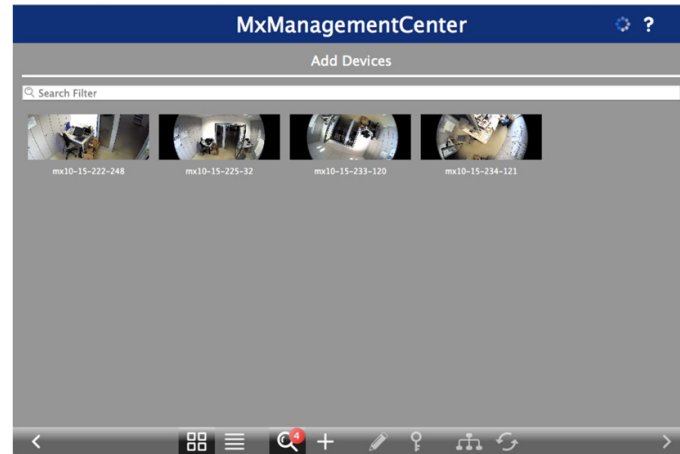 MxManagementCenter
?
Add Devices
Search Filter
mx10-15-222-248
mx10-15-225-32
mx10-15-233-120
mx10-15-234-121
4